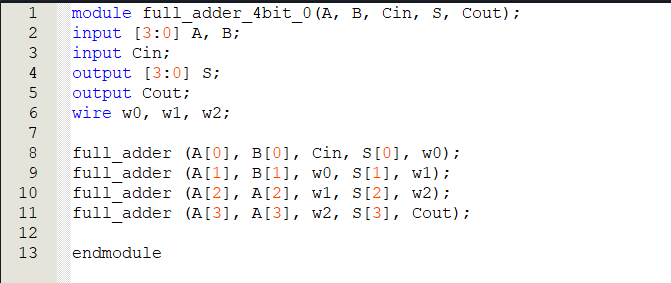 1 module full_adder_4bit_0(A, B, Cin, S, Cout);
2 input [3:0] A, B;
3 input Cin;
4 output [3:0] S;
5 output Cout;
6 wire w0, w1, w2;
7
8 full_adder (A[0], B[0], Cin, S[0], w0);
9 full_adder (A[1], B[1], w0, S[1], w1);
10 full_adder (A[2], A[2], w1, S[2], w2);
11 full_adder (A[3], A[3], w2, S[3], Cout);
12
13 endmodule